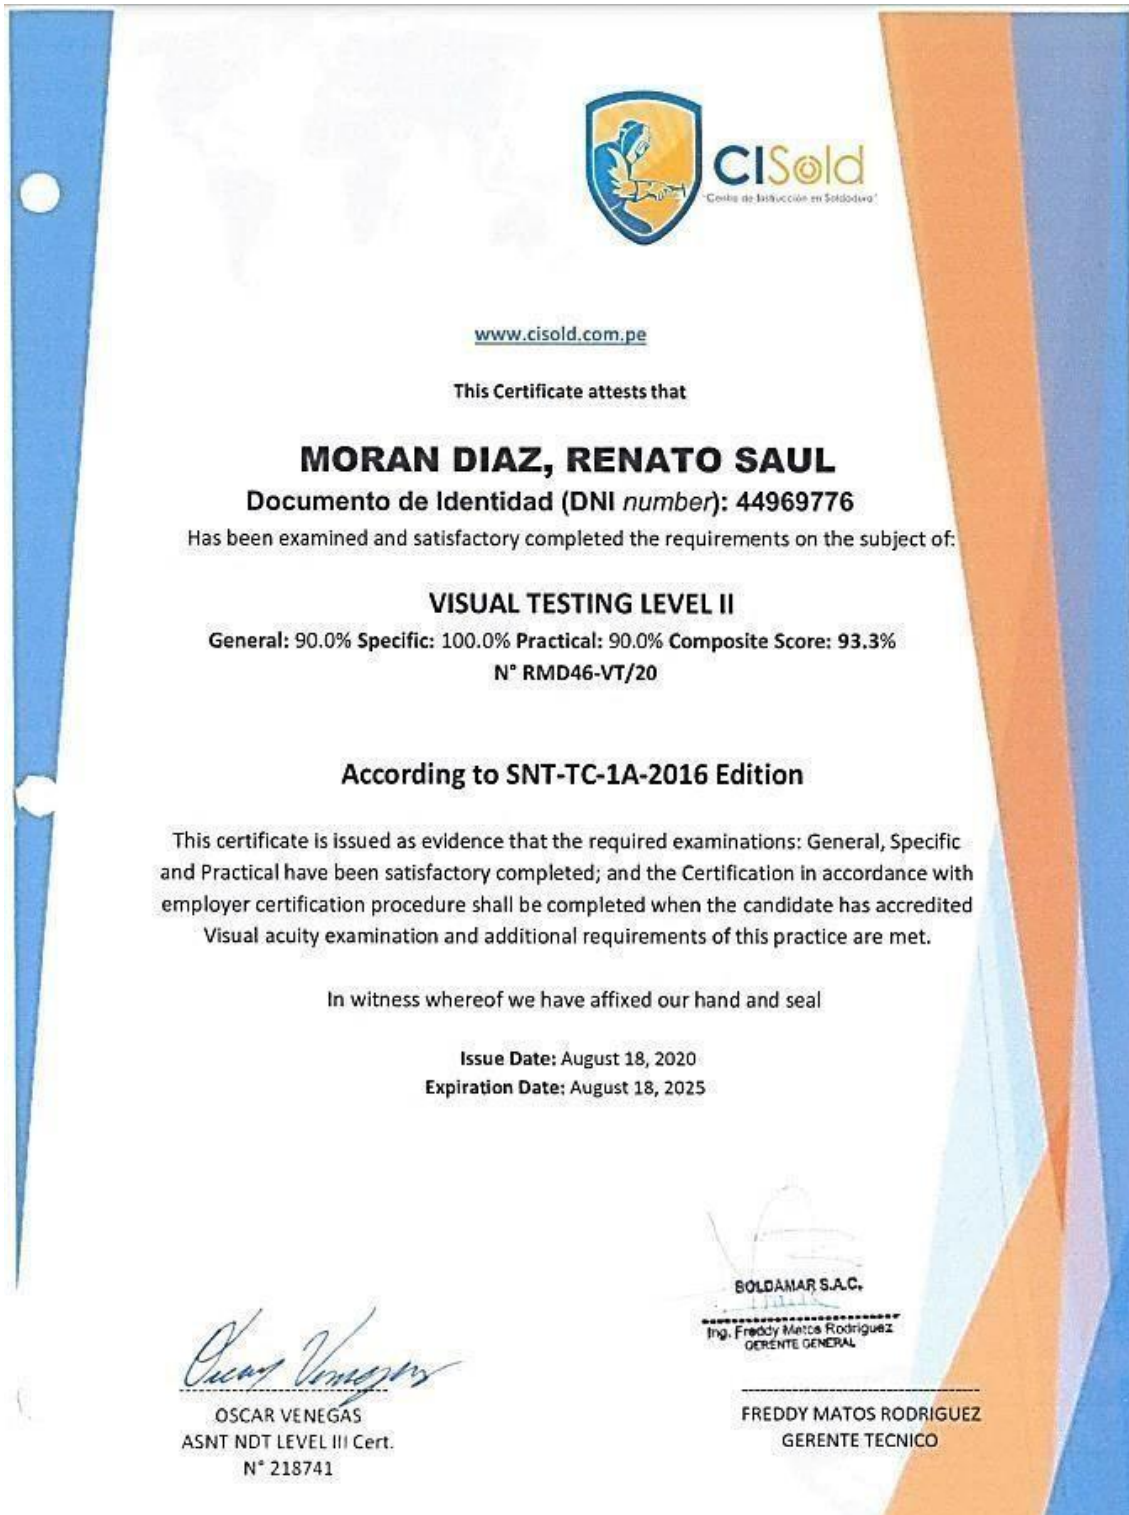 CISold
"Centro de Instrucción en Soldadura"
www.cisold.com.pe
This Certificate attests that
MORAN DIAZ, RENATO SAUL
Documento de Identidad (DNI number): 44969776
Has been examined and satisfactory completed the requirements on the subject of:
VISUAL TESTING LEVEL II
General: 90.0% Specific: 100.0% Practical: 90.0% Composite Score: 93.3%
N° RMD46-VT/20
According to SNT-TC-1A-2016 Edition
This certificate is issued as evidence that the required examinations: General, Specific
and Practical have been satisfactory completed; and the Certification in accordance with
employer certification procedure shall be completed when the candidate has accredited
Visual acuity examination and additional requirements of this practice are met.
In witness whereof we have affixed our hand and seal
Issue Date: August 18, 2020
Expiration Date: August 18, 2025
SOLDAMAR S.A.C.
Ing. Freddy Matos Rodriguez
GERENTE GENERAL
Oscar Venegas
OSCAR VENEGAS
ASNT NDT LEVEL III Cert.
N° 218741
FREDDY MATOS RODRIGUEZ
GERENTE TECNICO